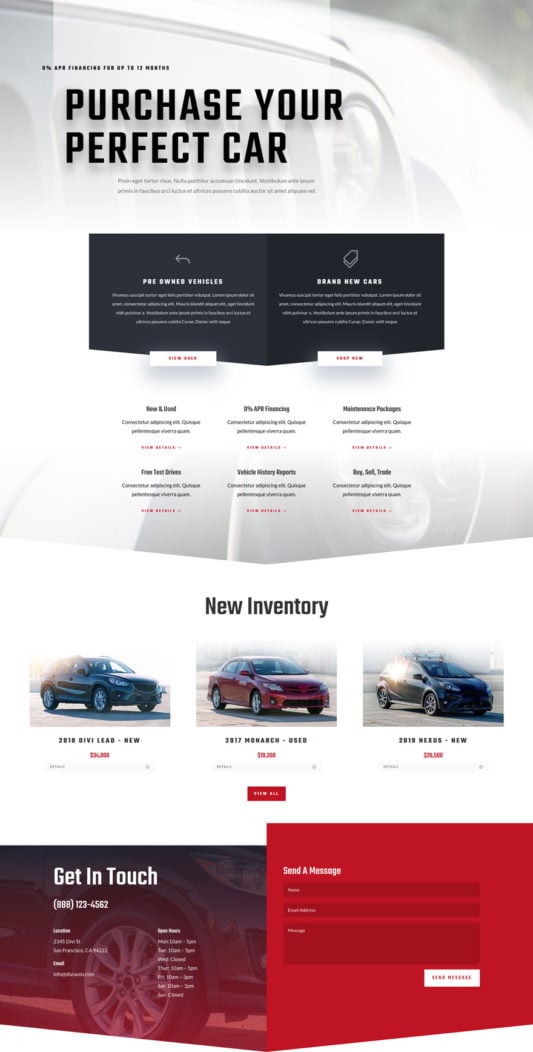 0% APR FINANCING FOR UP TO 12 MONTHS
PURCHASE YOUR
PERFECT CAR
Proin eget tortor risus. Nulla porttitor accumsan tincidunt. Vestibulum ante ipsum
primis in faucibus orci luctus et ultrices posuere cubilia auctor sit amet aliquam vel.
PRE OWNED VEHICLES
Vivamus suscipit tortor eget felis porttitor volutpat. Lorem ipsum dolor sit
amet, consectetur adipiscing elit. Mauris blandit aliquet elit, eget tincidunt
nibh pulvinar a. Vestibulum ante ipsum primis in faucibus orci luctus et
ultrices posuere cubilia Curae; Donec velit neque
VIEW USED
BRAND NEW CARS
Vivamus suscipit tortor eget felis porttitor volutpat. Lorem ipsum dolor sit
amet, consectetur adipiscing elit. Mauris blandit aliquet elit, eget tincidunt
nibh pulvinar a. Vestibulum ante ipsum primis in faucibus orci luctus et
ultrices posuere cubilia Curae; Donec velit neque
SHOP NEW
New & Used
Consectetur adipiscing elit. Quisque
pellentesque viverra quam.
VIEW DETAILS →
0% APR Financing
Consectetur adipiscing elit. Quisque
pellentesque viverra quam.
VIEW DETAILS →
Maintenance Packages
Consectetur adipiscing elit. Quisque
pellentesque viverra quam.
VIEW DETAILS →
Free Test Drives
Consectetur adipiscing elit. Quisque
pellentesque viverra quam.
VIEW DETAILS →
Vehicle History Reports
Consectetur adipiscing elit. Quisque
pellentesque viverra quam.
VIEW DETAILS →
Buy, Sell, Trade
Consectetur adipiscing elit. Quisque
pellentesque viverra quam.
VIEW DETAILS →
New Inventory
2018 DIVI LEAD - NEW
$34,900
DETAILS
2017 MONARCH - USED
$19,300
DETAILS
2019 NEXUS - NEW
$26,500
DETAILS
VIEW ALL
Get In Touch
(888) 123-4562
Location
2345 Divi St
San Francisco, CA 94222
Email
info@diviauto.com
Open Hours
Mon: 10am – 5pm
Tue: 10am – 5pm
Wed: Closed
Thur: 10am – 5pm
Fri: 10am – 3pm
Sat: 10am – 3pm
Sun: Closed
Send A Message
Name
Email Address
Message
SEND MESSAGE